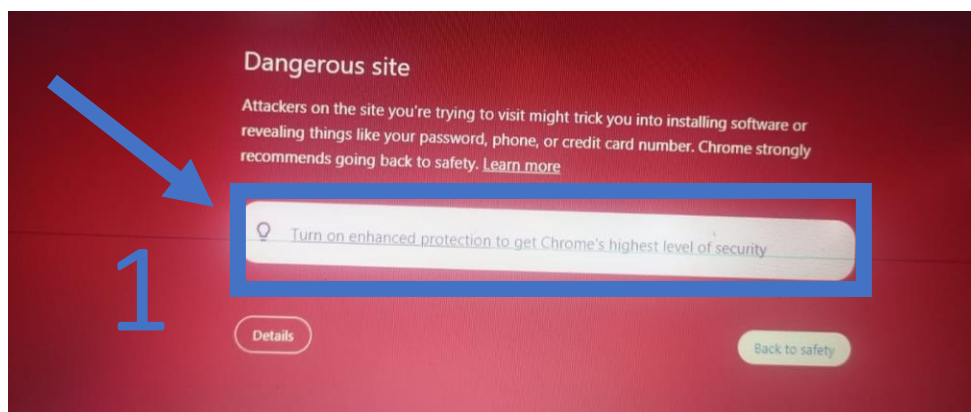 Dangerous site
Attackers on the site you're trying to visit might trick you into installing software or
revealing things like your password, phone, or credit card number. Chrome strongly
recommends going back to safety. Learn more
Turn on enhanced protection to get Chrome's highest level of security
1
Details
Back to safety